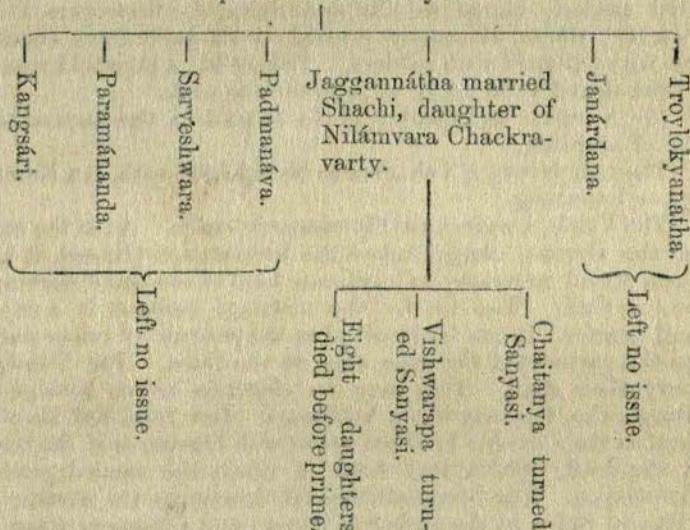 Kangsári.
Paramánanda.
Sarveshwara.
Padmanáva.
Jaggannátha married
Shachi, daughter of
Nilámvara Chackra-
varty.
Janárdana.
Troylokyanatha.
Left no issue.
Eight daughters
died before prime.
Vishwarapa turn-
ed Sanyasi.
Chaitanya turned
Sanyasi.
Left no issue.